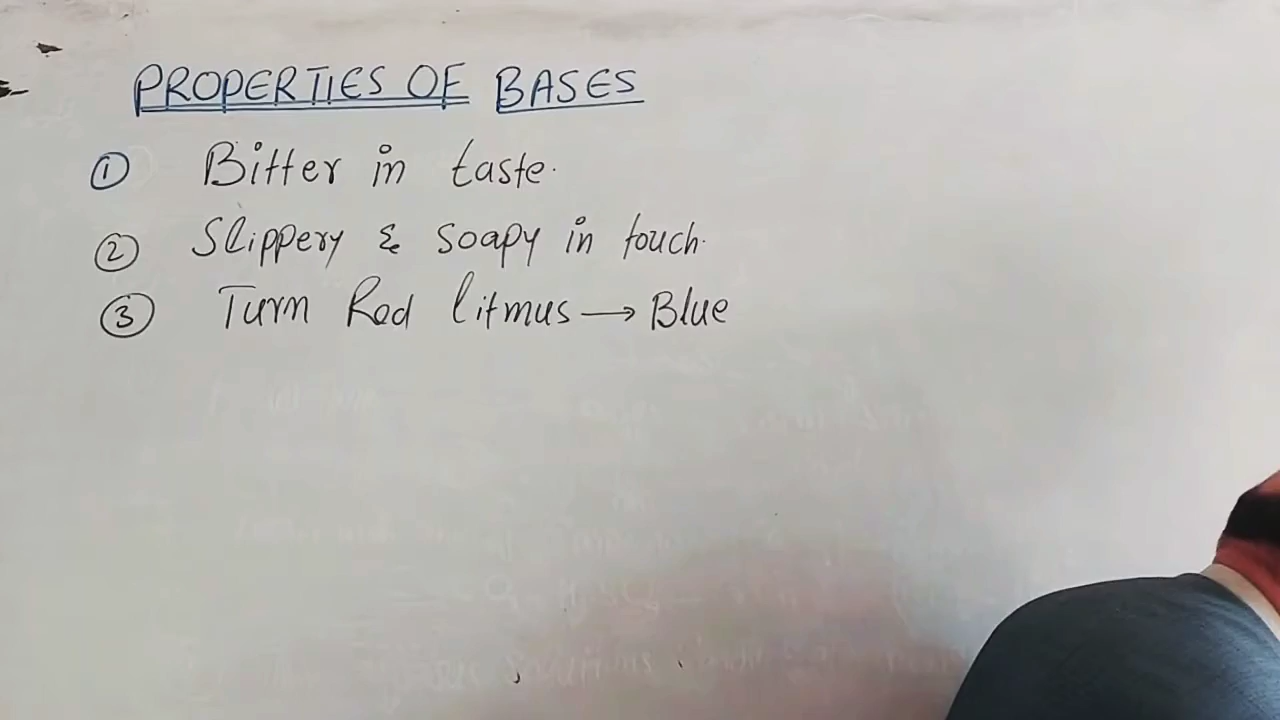 PROPERTIES OF BASES
① Bitter in taste.
② Slippery & Soapy in touch.
③ Turn Red litmus → Blue